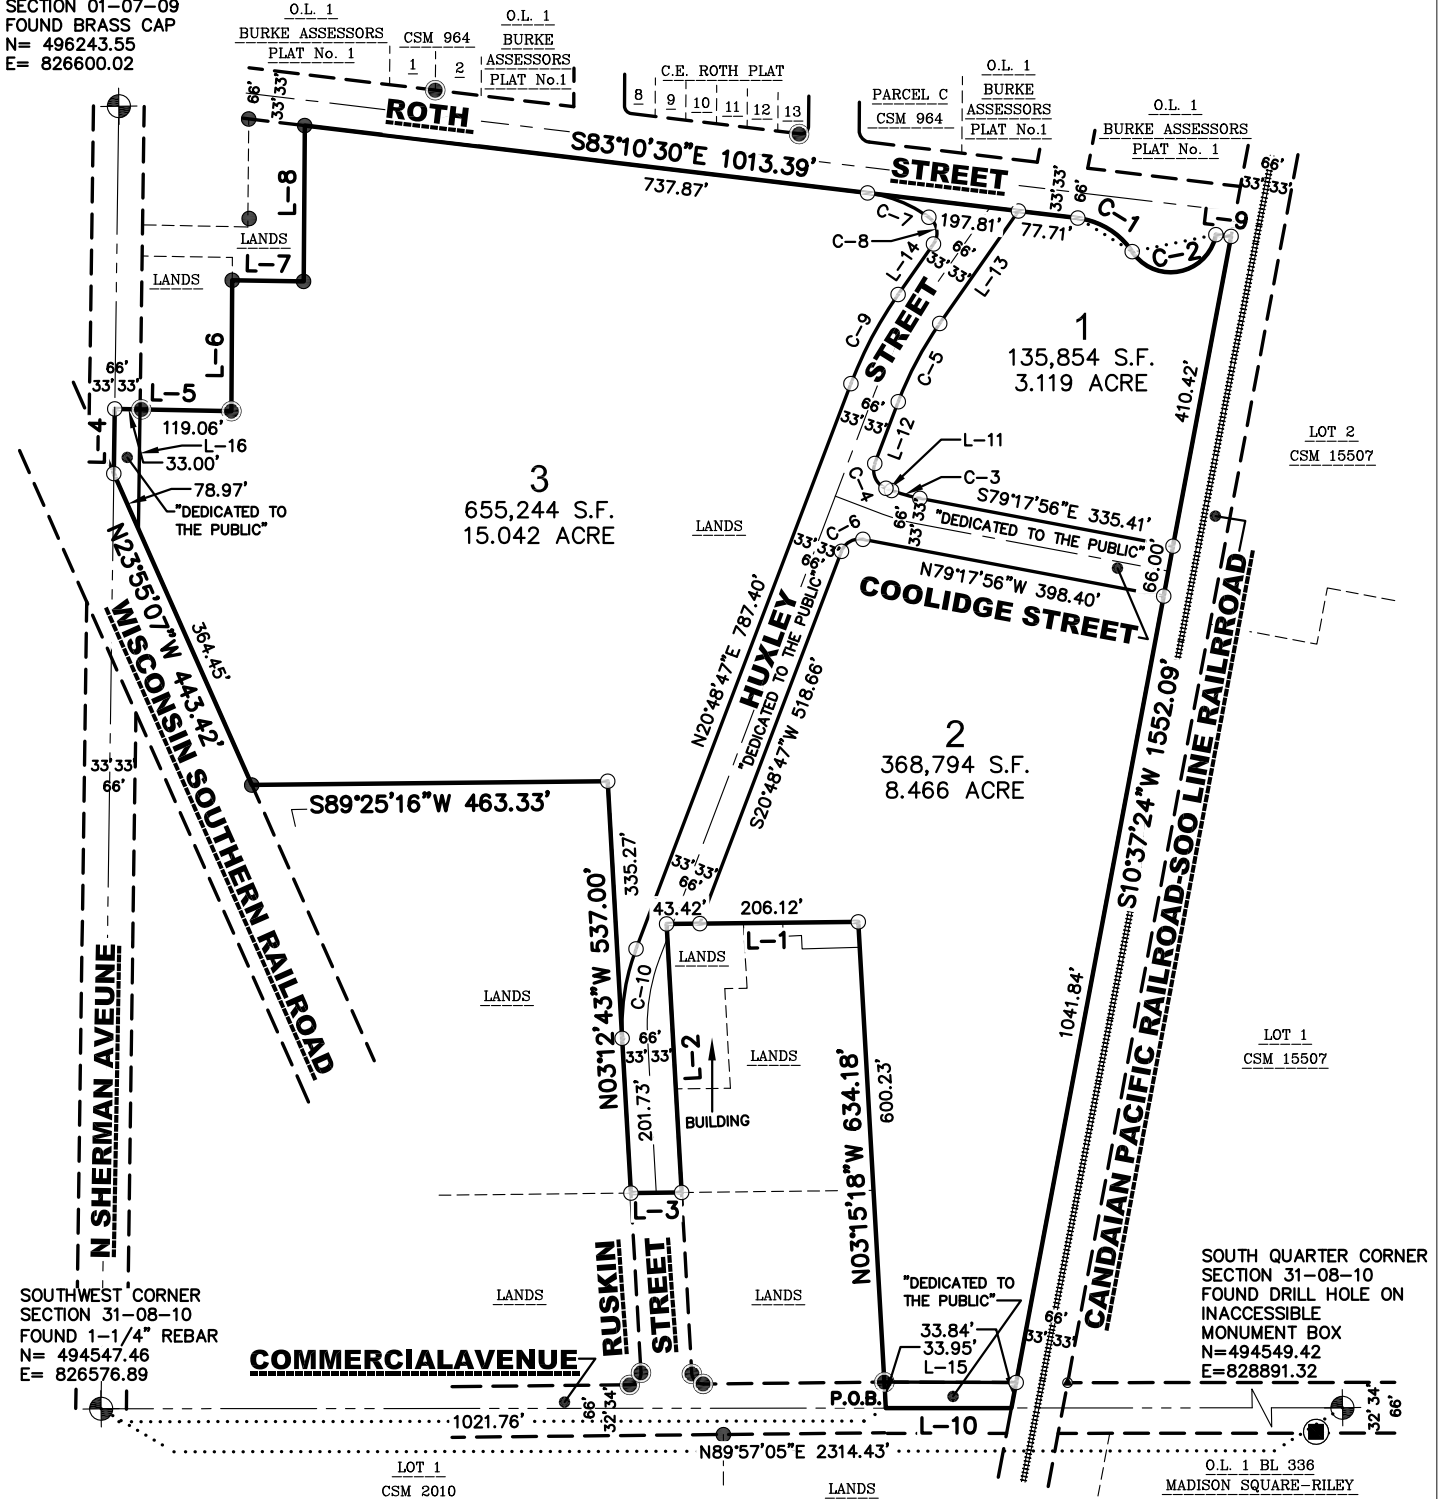 SECTION 01-07-09
FOUND BRASS CAP
N= 496243.55
E= 826600.02
O.L. 1
BURKE ASSESSORS
PLAT No. 1
CSM 964
1
2
O.L. 1
BURKE
ASSESSORS
PLAT No.1
C.E. ROTH PLAT
8
9
10
11
12
13
PARCEL C
CSM 964
O.L. 1
BURKE
ASSESSORS
PLAT No.1
O.L. 1
BURKE ASSESSORS
PLAT No. 1
66'
33'33'
ROTH
STREET
S83°10'30"E 1013.39'
737.87'
197.81'
77.71'
33'33'
66'
66'
33'33'
C-7
C-8
C-1
C-2
L-9
L-8
LANDS
L-7
LANDS
L-6
L-14
66'
33'33'
L-13
C-9
STREET
C-5
1
135,854 S.F.
3.119 ACRE
410.42'
66'
33'33'
L-4
L-5
119.06'
L-16
33.00'
78.97'
"DEDICATED TO
THE PUBLIC"
66'
33'33'
L-12
L-11
C-3
C-4
LOT 2
CSM 15507
3
655,244 S.F.
15.042 ACRE
LANDS
S79°17'56"E 335.41'
66'
33'33'
"DEDICATED TO THE PUBLIC"
66.00'
C-6
33'33'
66'
N79°17'56"W 398.40'
COOLIDGE STREET
N23°55'07"W 443.42'
364.45'
WISCONSIN SOUTHERN RAILROAD
N20°48'47"E 787.40'
HUXLEY
"DEDICATED TO THE PUBLIC"
S20°48'47"W 518.66'
2
368,794 S.F.
8.466 ACRE
S10°37'24"W 1552.09'
CANDAIAN PACIFIC RAILROAD-SOO LINE RAILRROAD
33'33'
66'
S89°25'16"W 463.33'
335.27'
N03°12'43"W 537.00'
33'33'
66'
43.42'
206.12'
L-1
LANDS
C-10
LANDS
66'
33'33'
L-2
LANDS
BUILDING
201.73'
N03°15'18"W 634.18'
600.23'
1041.84'
LOT 1
CSM 15507
N SHERMAN AVEUNE
L-3
RUSKIN
STREET
LANDS
LANDS
"DEDICATED TO
THE PUBLIC"
33.84'
33.95'
L-15
66'
33'33'
SOUTHWEST CORNER
SECTION 31-08-10
FOUND 1-1/4" REBAR
N= 494547.46
E= 826576.89
SOUTH QUARTER CORNER
SECTION 31-08-10
FOUND DRILL HOLE ON
INACCESSIBLE
MONUMENT BOX
N=494549.42
E=828891.32
COMMERCIALAVENUE
66'
32'34'
P.O.B.
L-10
32'34'
66'
1021.76'
N89°57'05"E 2314.43'
LOT 1
CSM 2010
LANDS
O.L. 1 BL 336
MADISON SQUARE-RILEY